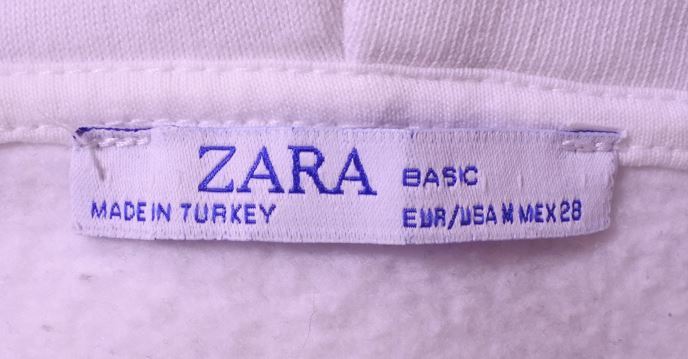 ZARA BASIC
MADE IN TURKEY EUR/USA M MEX 28